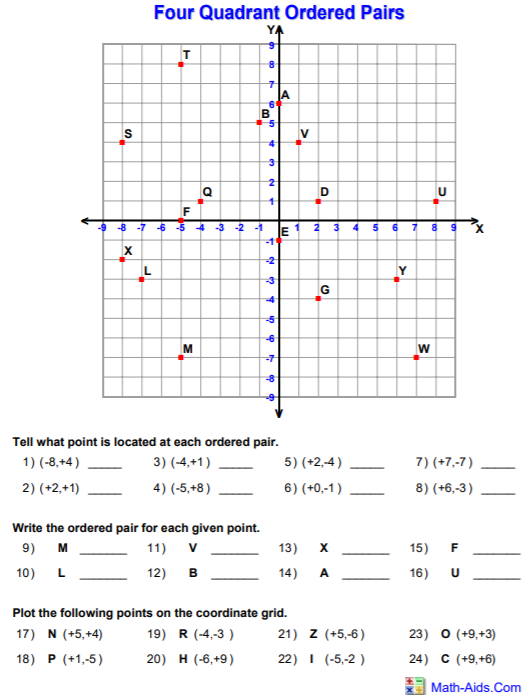 Four Quadrant Ordered Pairs
Y
9
T
8
7
A
6
B
5
S
V
4
3
2
Q
D
U
1
F
-9 -8 -7 -6 -5 -4 -3 -2 -1 1 2 3 4 5 6 7 8 9 X
E
-1
X
-2
L
Y
-3
G
-4
-5
-6
M
W
-7
-8
-9
Tell what point is located at each ordered pair.
1) (-8,+4) _____ 3) (-4,+1) _____ 5) (+2,-4) _____ 7) (+7,-7) _____
2) (+2,+1) _____ 4) (-5,+8) _____ 6) (+0,-1) _____ 8) (+6,-3) _____
Write the ordered pair for each given point.
9) M _______ 11) V _______ 13) X _______ 15) F _______
10) L _______ 12) B _______ 14) A _______ 16) U _______
Plot the following points on the coordinate grid.
17) N (+5,+4) 19) R (-4,-3 ) 21) Z (+5,-6) 23) O (+9,+3)
18) P (+1,-5) 20) H (-6,+9) 22) I (-5,-2 ) 24) C (+9,+6)
Math-Aids.Com